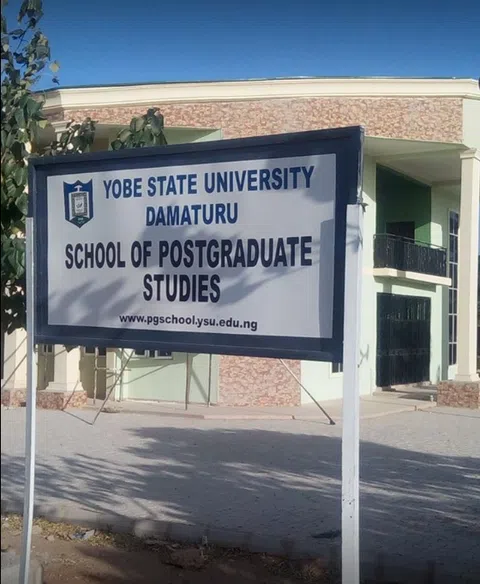 YOBE STATE UNIVERSITY
DAMATURU
SCHOOL OF POSTGRADUATE
STUDIES
www.pgschool.ysu.edu.ng